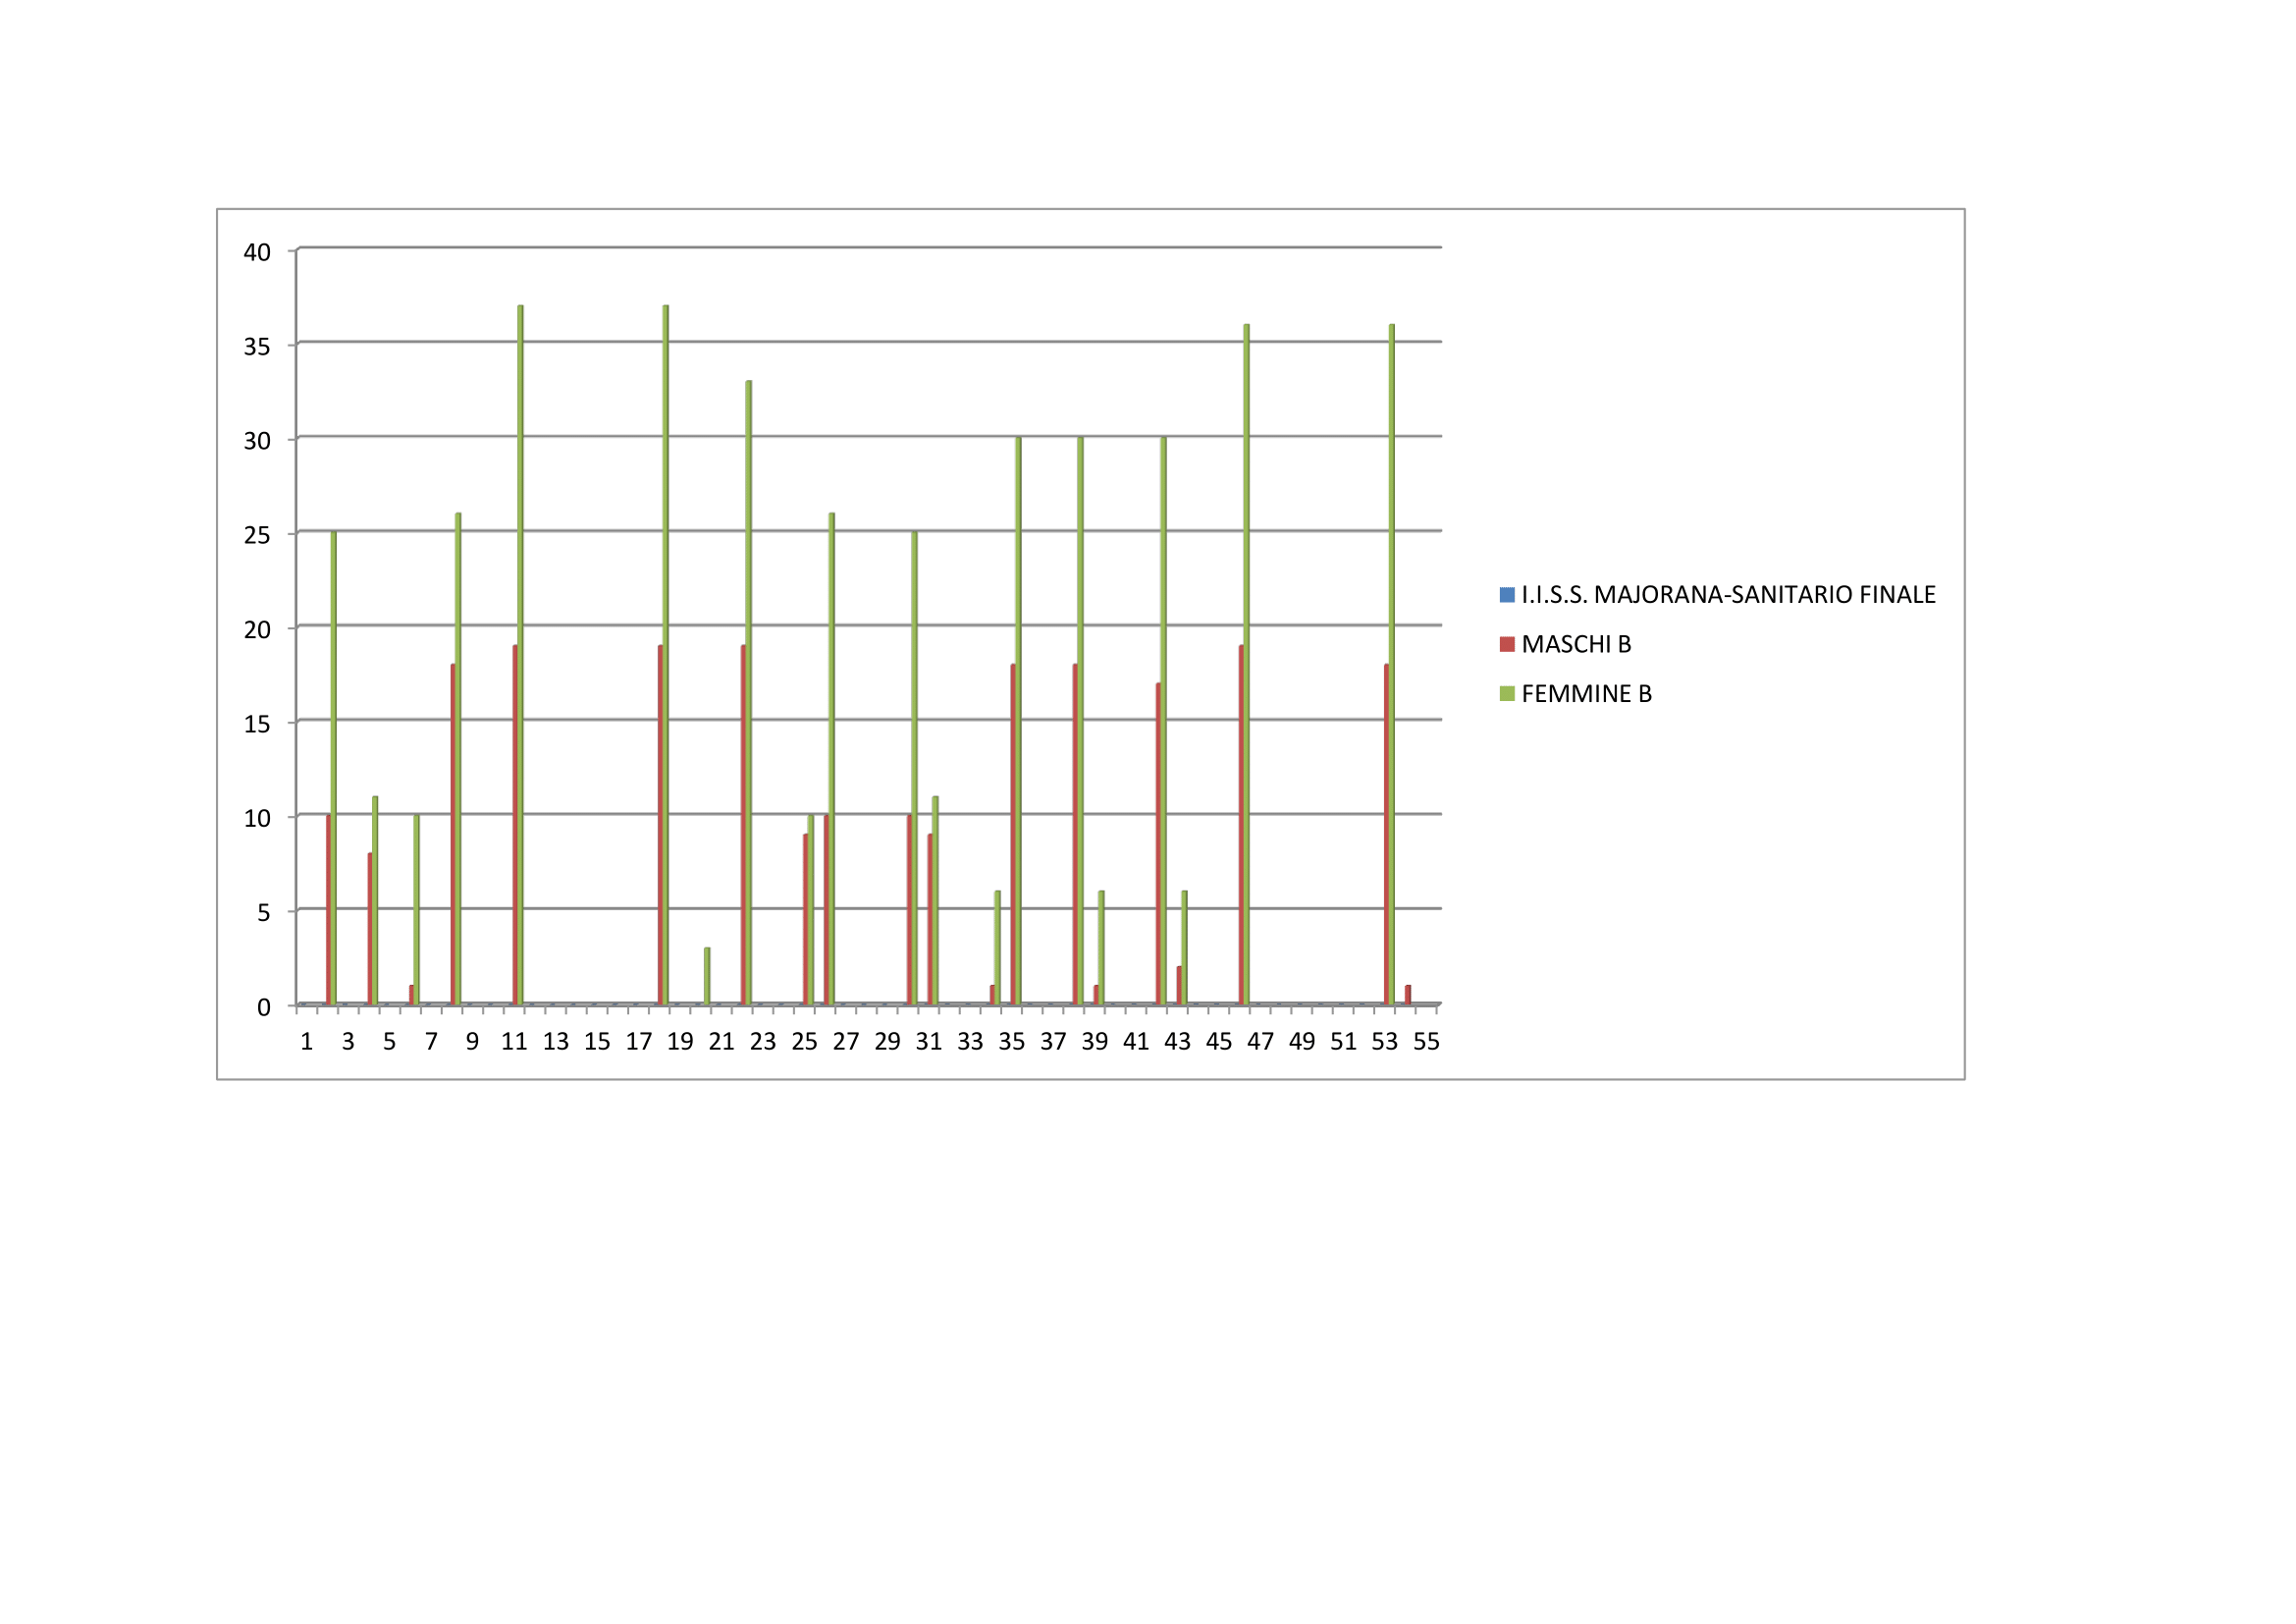 40
35
30
25
20
15
10
5
0
1 3 5 7 9 11 13 15 17 19 21 23 25 27 29 31 33 35 37 39 41 43 45 47 49 51 53 55
I.I.S.S. MAJORANA-SANITARIO FINALE
MASCHI B
FEMMINE B